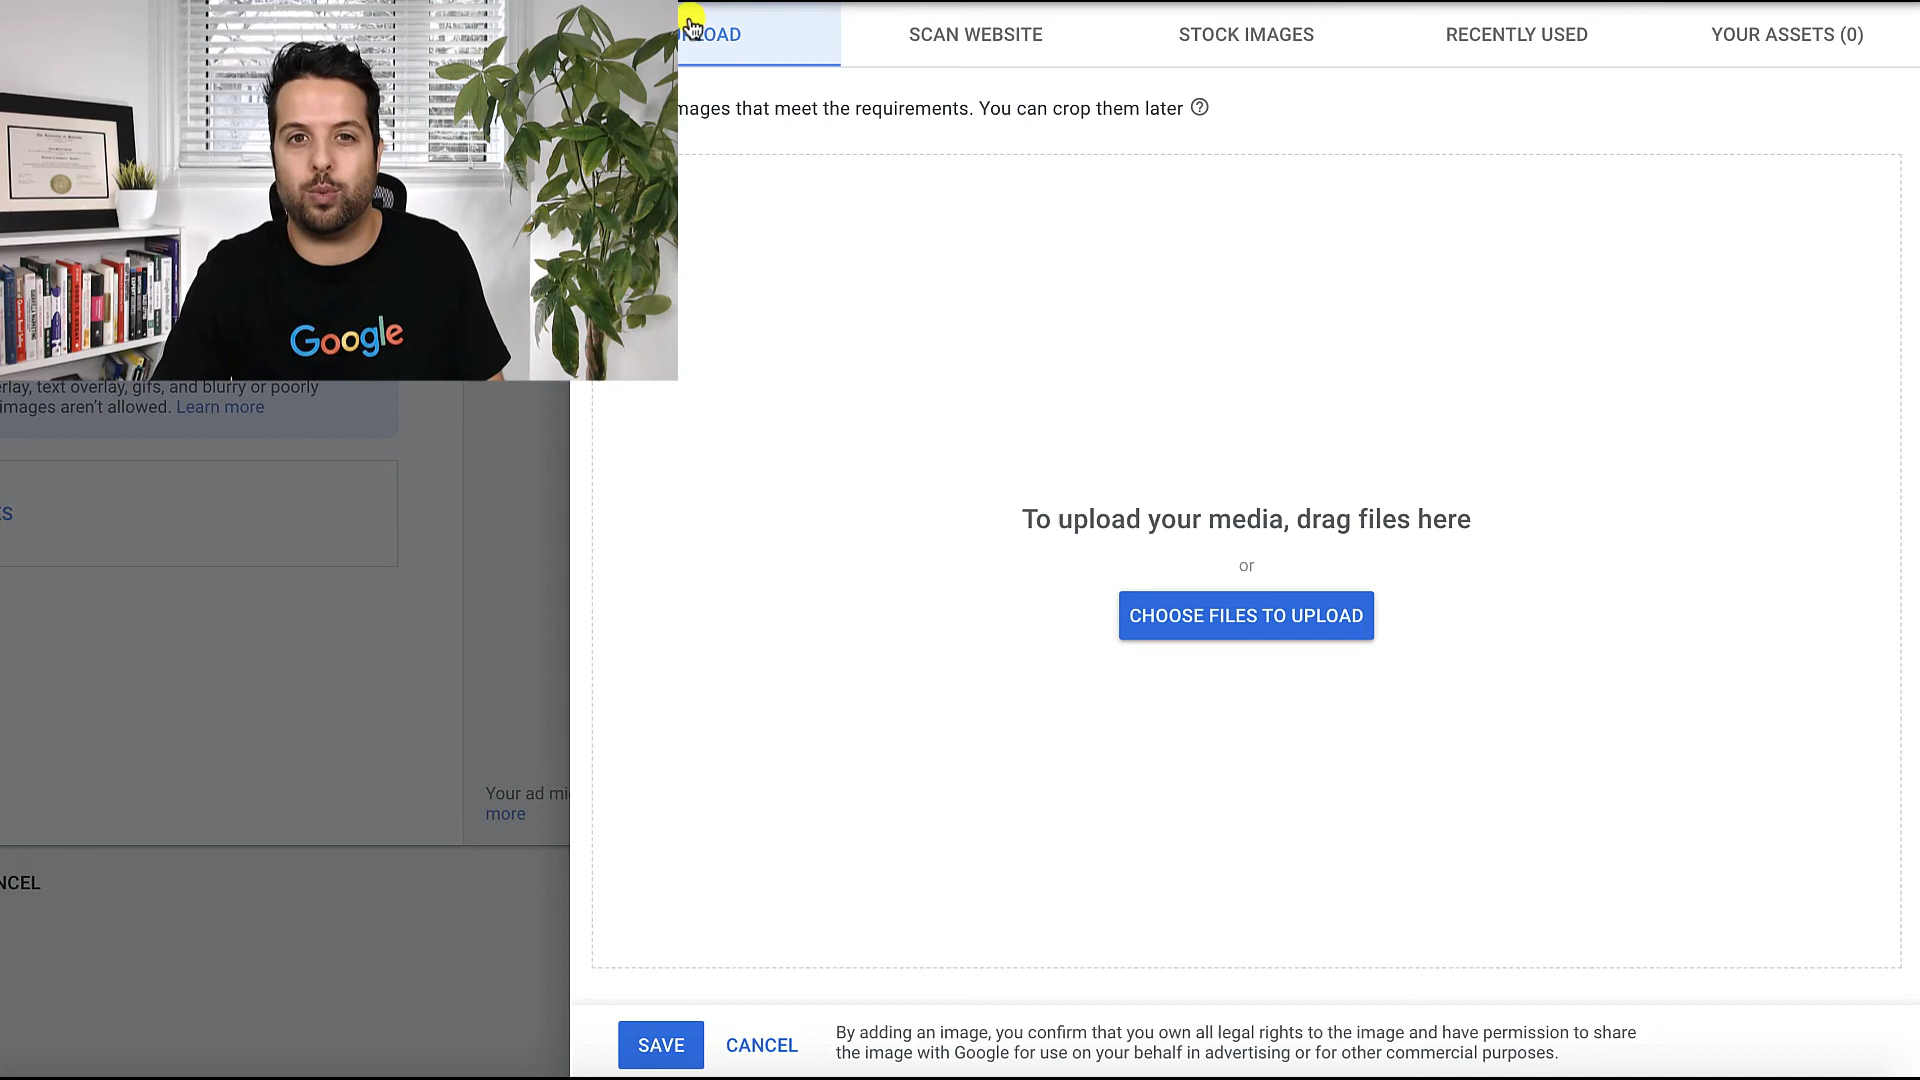 LOAD
SCAN WEBSITE
STOCK IMAGES
RECENTLY USED
YOUR ASSETS (0)
mages that meet the requirements. You can crop them later
Google
rlay, text overlay, gifs, and blurry or poorly
images aren't allowed. Learn more
TS
To upload your media, drag files here
or
CHOOSE FILES TO UPLOAD
Your ad mi
more
NCEL
SAVE
CANCEL
By adding an image, you confirm that you own all legal rights to the image and have permission to share
the image with Google for use on your behalf in advertising or for other commercial purposes.